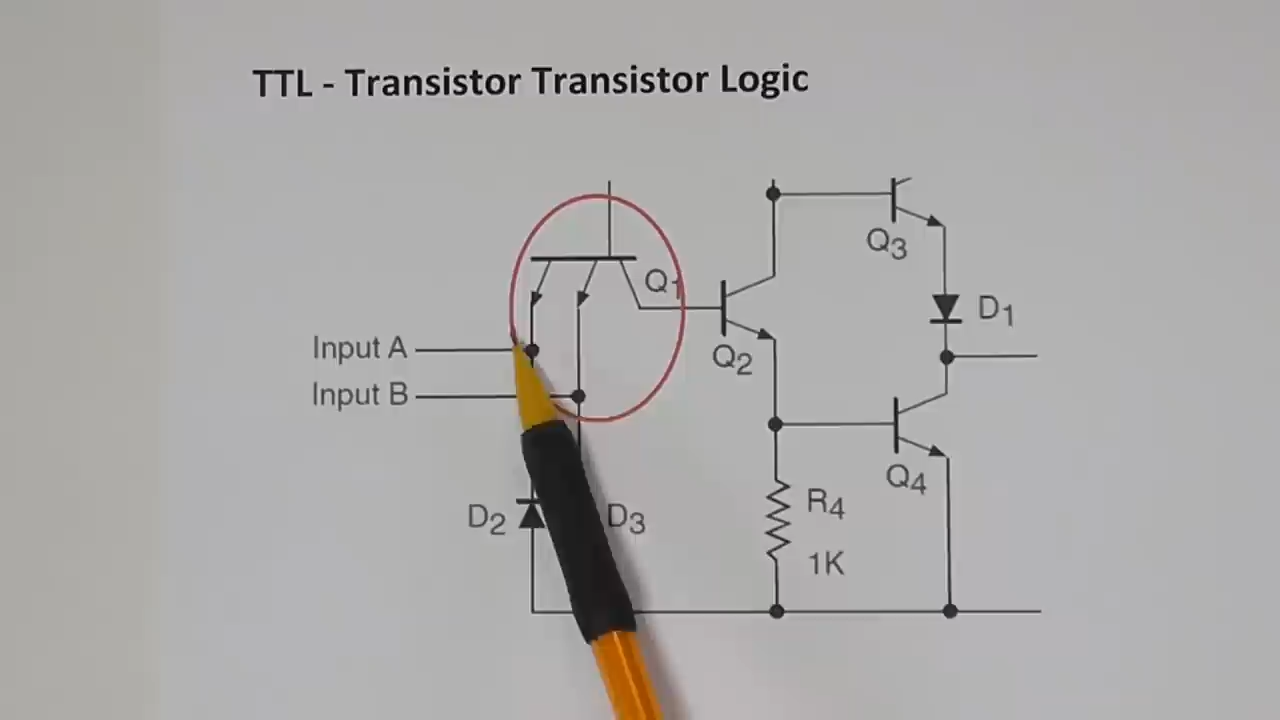 TTL - Transistor Transistor Logic
Q3
Q1
D1
Input A
Q2
Input B
Q4
D2
D3
R4
1K